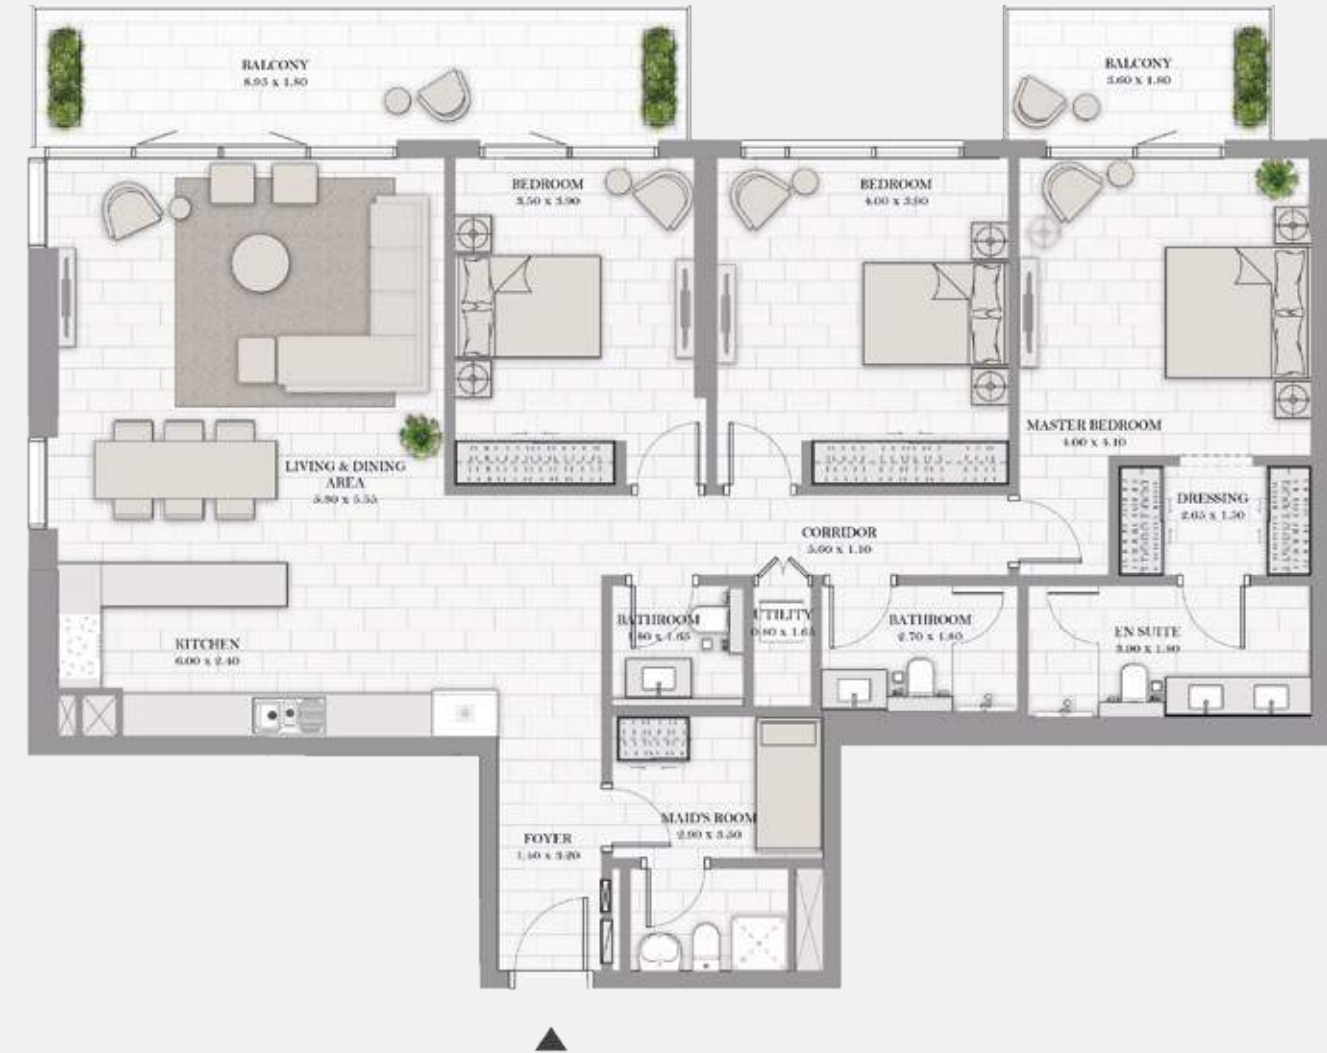 BALCONY
8.95 x 1.80
BALCONY
3.60 x 1.80
BEDROOM
3.50 x 3.90
BEDROOM
4.00 x 3.90
MASTER BEDROOM
4.00 x 4.10
LIVING & DINING
AREA
5.80 x 5.55
DRESSING
2.65 x 1.50
CORRIDOR
5.60 x 1.10
BATHROOM
1.80 x 1.65
UTILITY
0.80 x 1.65
BATHROOM
2.70 x 1.80
EN SUITE
3.90 x 1.80
KITCHEN
6.00 x 2.40
MAID'S ROOM
2.90 x 3.50
FOYER
1.50 x 3.20